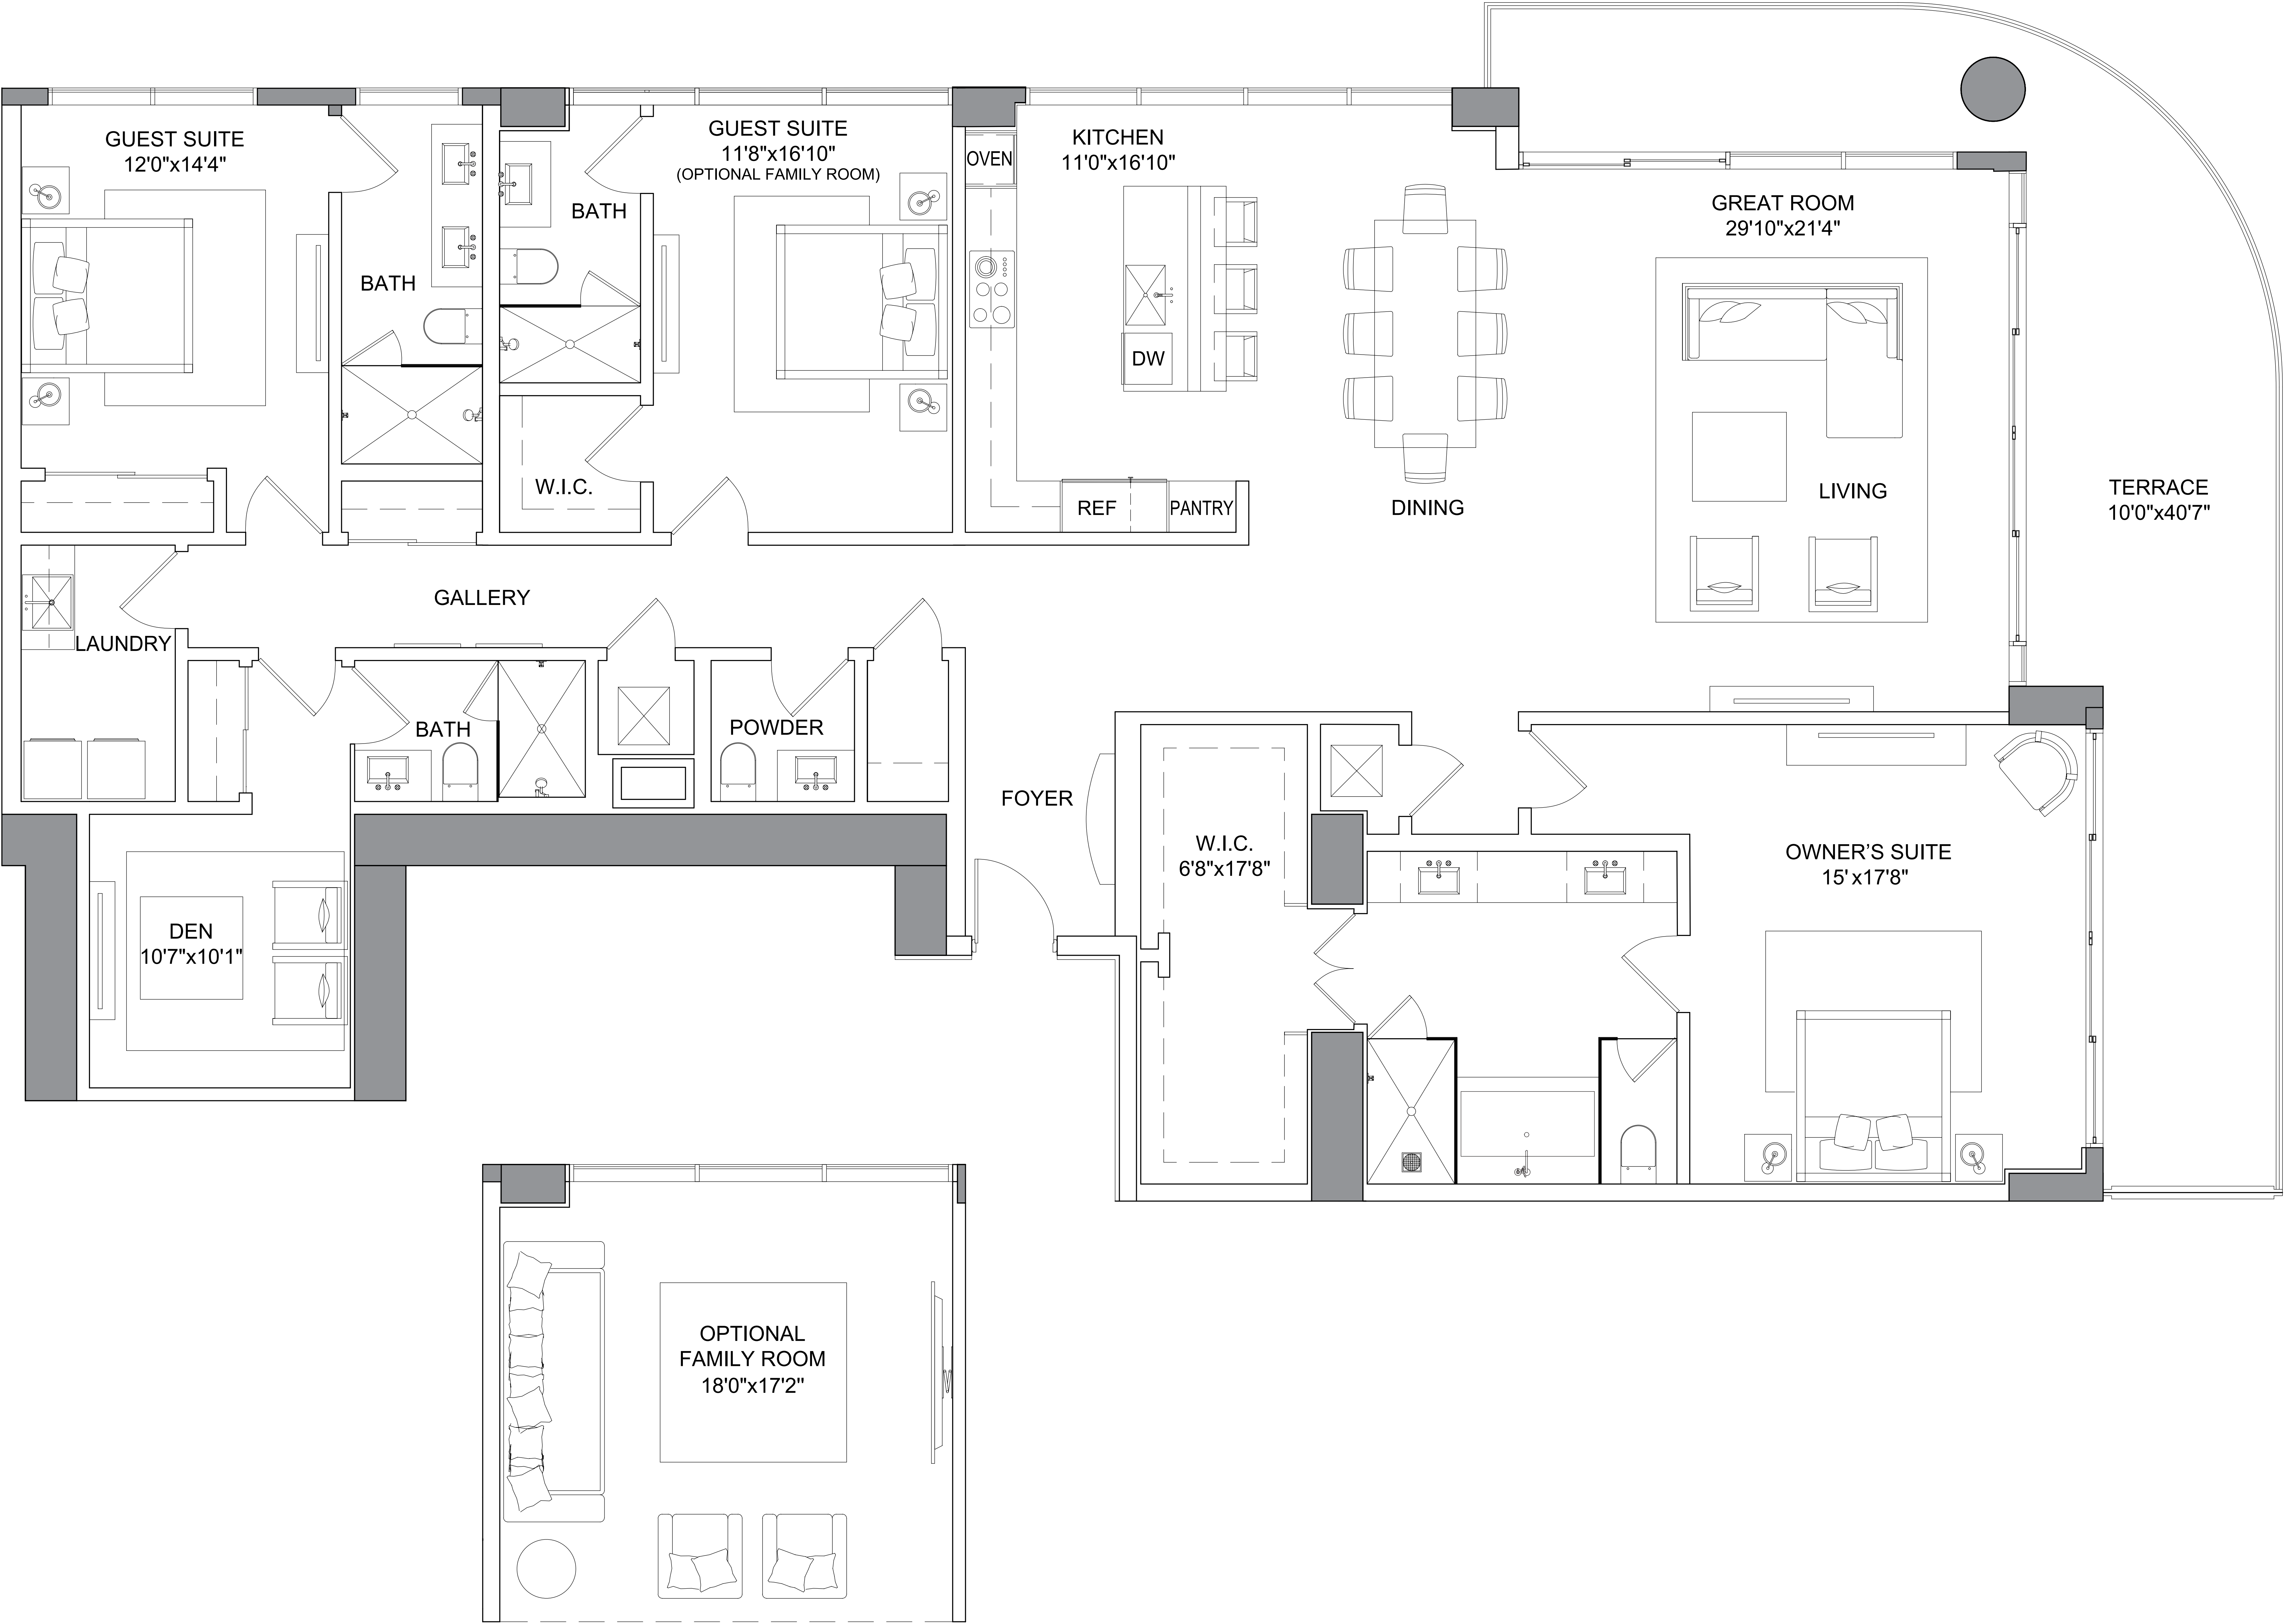 GUEST SUITE
12'0"x14'4"
BATH
BATH
GUEST SUITE
11'8"x16'10"
(OPTIONAL FAMILY ROOM)
W.I.C.
OVEN
KITCHEN
11'0"x16'10"
DW
REF
PANTRY
DINING
GREAT ROOM
29'10"x21'4"
LIVING
TERRACE
10'0"x40'7"
GALLERY
LAUNDRY
BATH
POWDER
FOYER
W.I.C.
6'8"x17'8"
OWNER'S SUITE
15' x17'8"
DEN
10'7"x10'1"
OPTIONAL
FAMILY ROOM
18'0"x17'2"